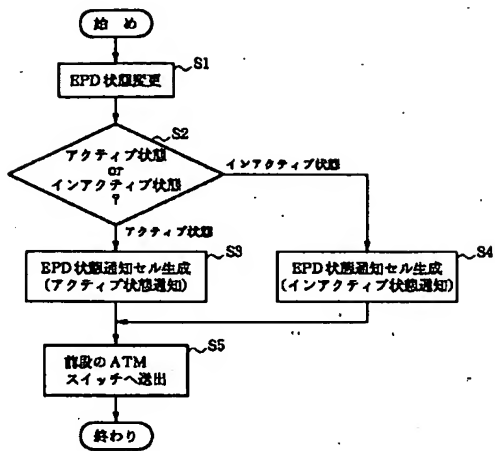 始め
EPD状態変更
S1
S2
アクティブ状態
or
インアクティブ状態
?
インアクティブ状態
アクティブ状態
S3
EPD状態通知セル生成
(アクティブ状態通知)
S4
EPD状態通知セル生成
(インアクティブ状態通知)
S5
前段のATM
スイッチへ送出
終わり